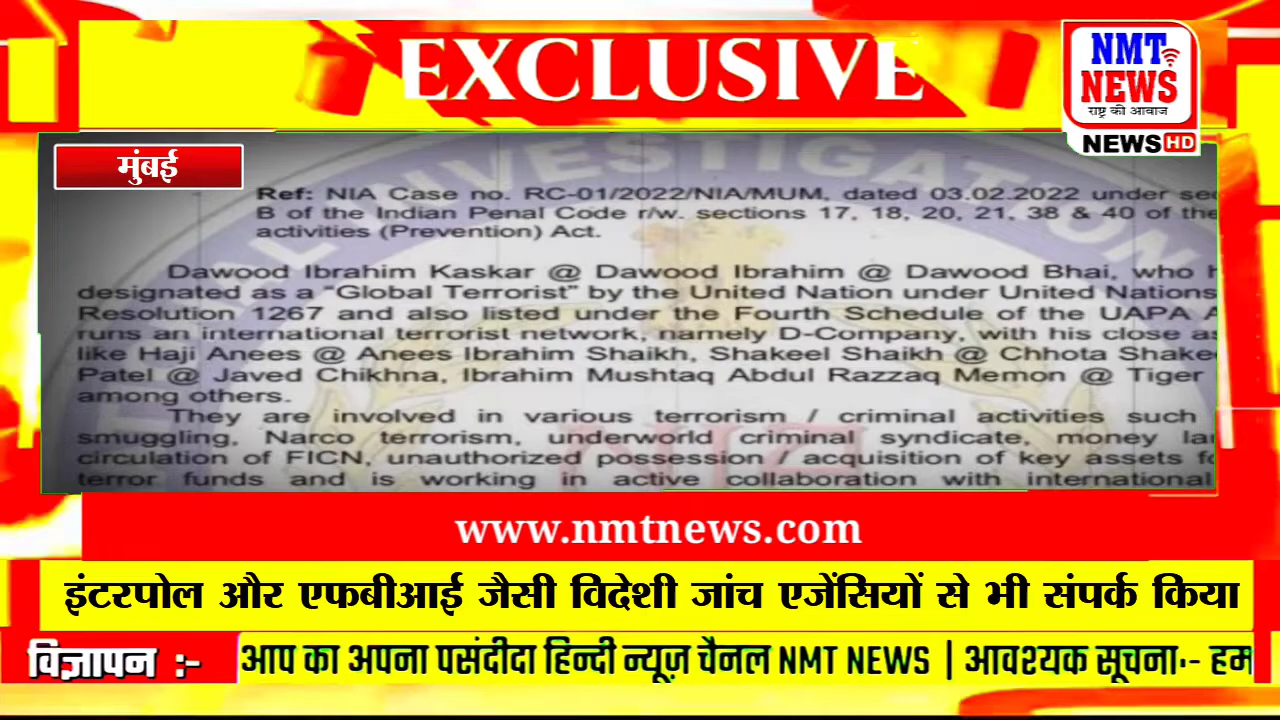 EXCLUSIVE
NMT
NEWS
राष्ट्र की आवाज
NEWS HD
मुंबई
Ref: NIA Case no. RC-01/2022/NIA/MUM, dated 03.02.2022 under sec
B of the Indian Penal Code r/w. sections 17, 18, 20, 21, 38 & 40 of the
activities (Prevention) Act.
Dawood Ibrahim Kaskar @ Dawood Ibrahim @ Dawood Bhai, who h
designated as a "Global Terrorist" by the United Nation under United Nations
Resolution 1267 and also listed under the Fourth Schedule of the UAPA A
runs an international terrorist network, namely D-Company, with his close as
like Haji Anees @ Anees Ibrahim Shaikh, Shakeel Shaikh @ Chhota Shakee
Patel @ Javed Chikhna, Ibrahim Mushtaq Abdul Razzaq Memon @ Tiger
among others.
They are involved in various terrorism / criminal activities such
smuggling, Narco terrorism, underworld criminal syndicate, money lau
circulation of FICN, unauthorized possession / acquisition of key assets fo
terror funds and is working in active collaboration with international
www.nmtnews.com
इंटरपोल और एफबीआई जैसी विदेशी जांच एजेंसियों से भी संपर्क किया
विज्ञापन :- आप का अपना पसंदीदा हिन्दी न्यूज़ चैनल NMT NEWS | आवश्यक सूचना:- हम